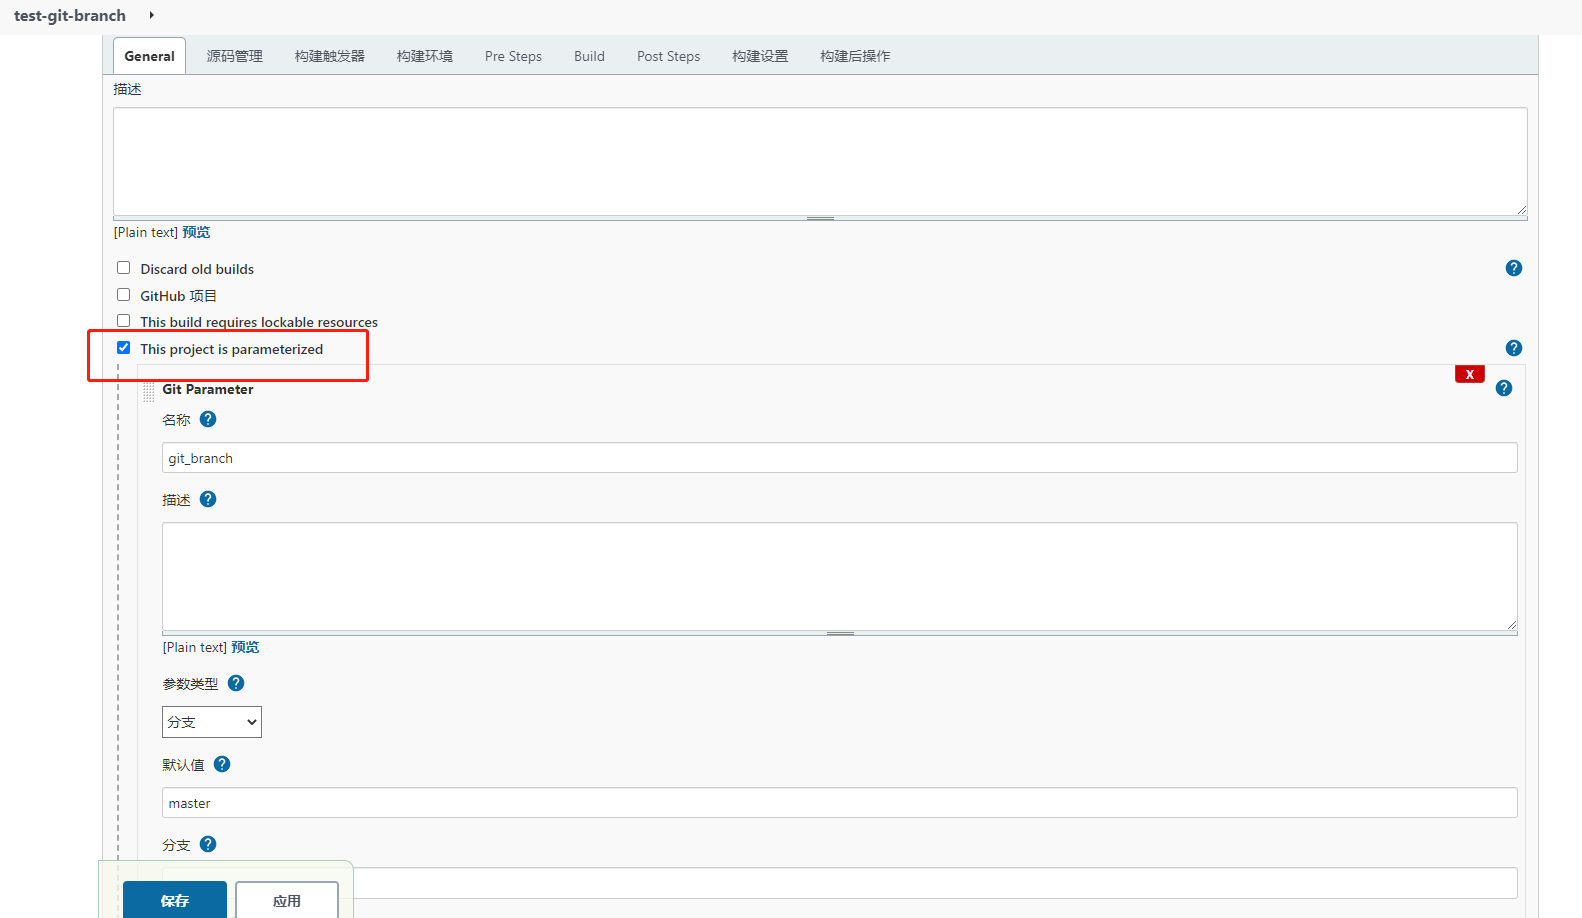 test-git-branch
General 源码管理 构建触发器 构建环境 Pre Steps Build Post Steps 构建设置 构建后操作
描述
[Plain text] 预览
Discard old builds
GitHub 项目
This build requires lockable resources
This project is parameterized
X
Git Parameter
名称
git_branch
描述
[Plain text] 预览
参数类型
分支
默认值
master
分支
保存 应用